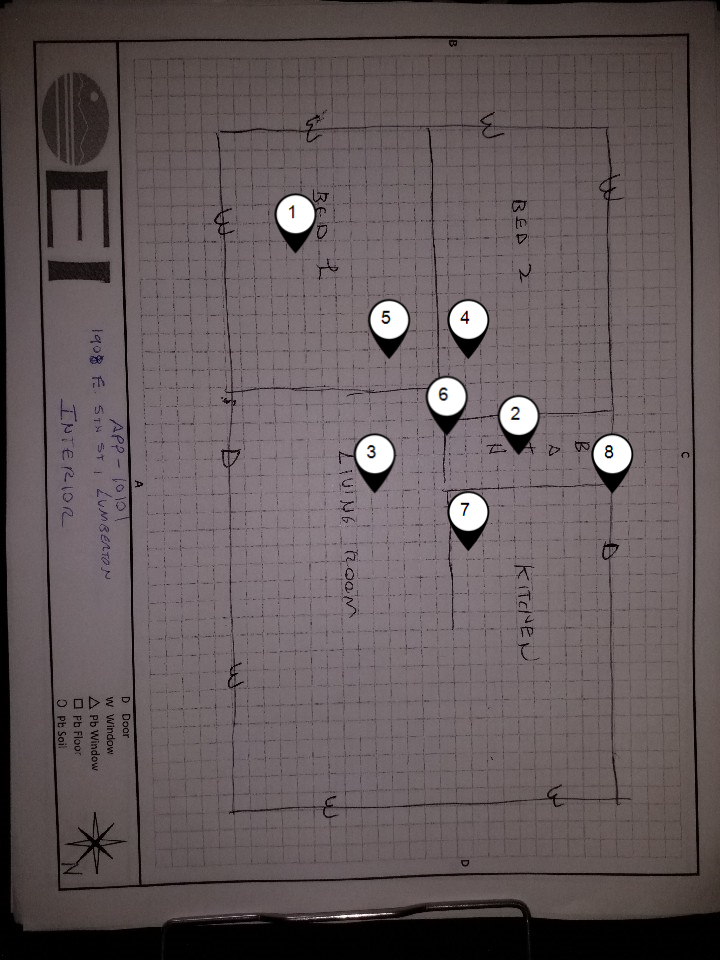 EI
APP-10101
1908 E. 5TH ST, LUMBERTON
INTERIOR
D Door
W Window
△ Pb Window
□ Pb Floor
○ Pb Soil
N
A
B
C
D
W
W
W
W
BED 1
BED 2
1
5
4
6
2
3
8
7
BATH
D
LIVING ROOM
KITCHEN
D
W
W
W